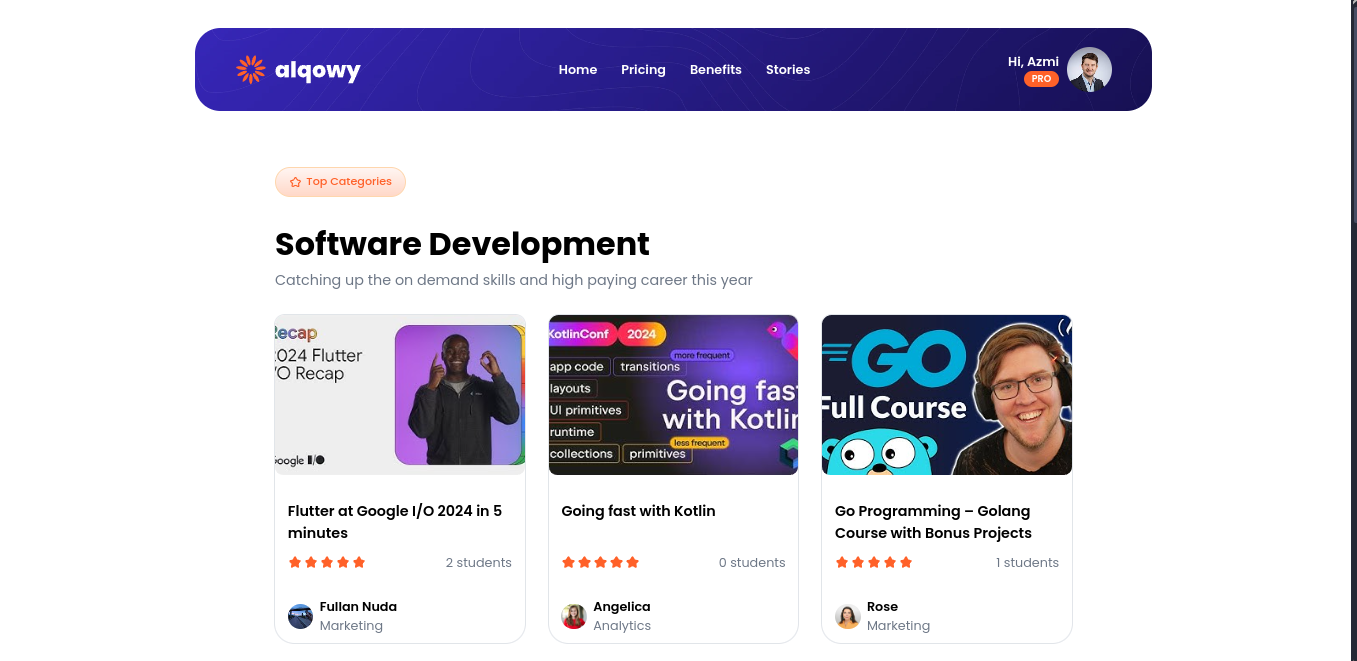 alqowy
Home
Pricing
Benefits
Stories
Hi, Azmi
PRO
Top Categories
Software Development
Catching up the on demand skills and high paying career this year
Recap
2024 Flutter
I/O Recap
Google I/O
KotlinConf 2024
more frequent
app code
transitions
layouts
Going fast
UI primitives
with Kotlin
runtime
less frequent
collections
primitives
GO
Full Course
Flutter at Google I/O 2024 in 5
minutes
2 students
Fullan Nuda
Marketing
Going fast with Kotlin
0 students
Angelica
Analytics
Go Programming – Golang
Course with Bonus Projects
1 students
Rose
Marketing